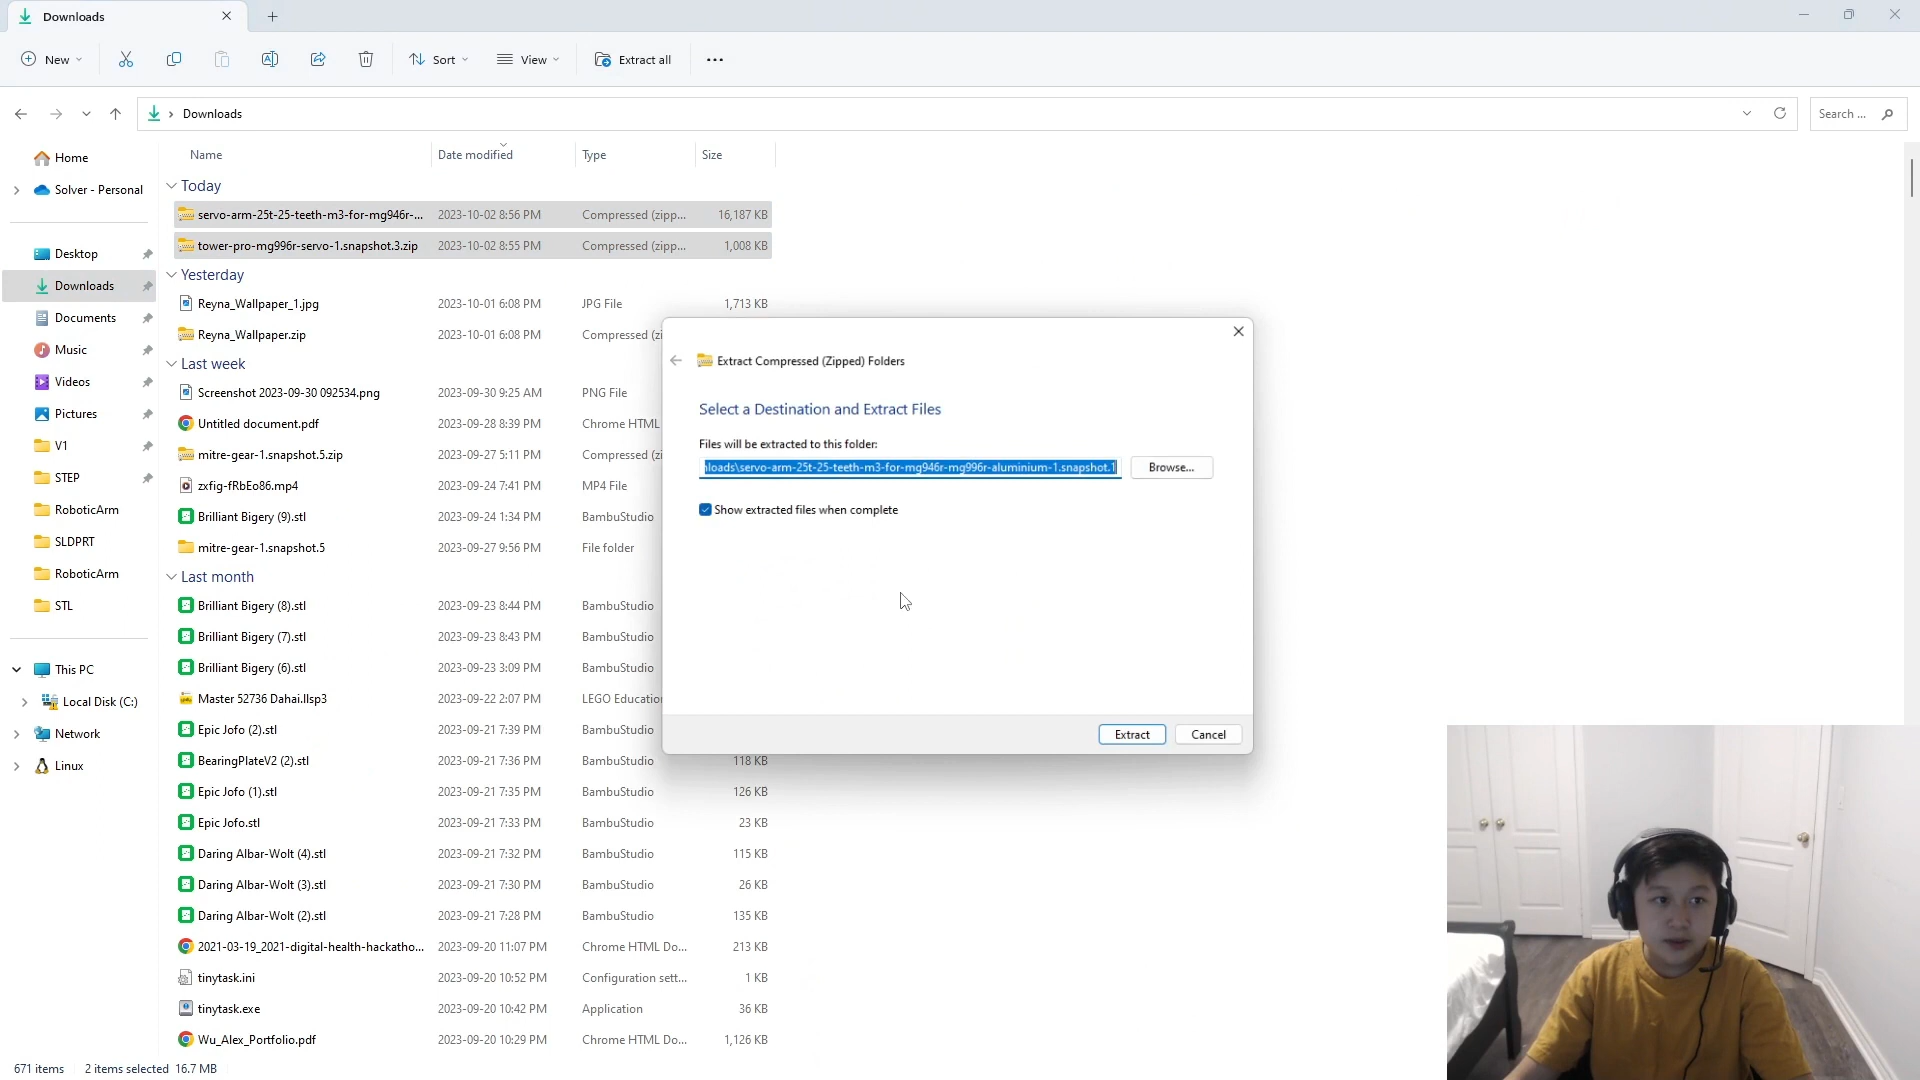 Downloads
New
Sort
View
Extract all
Downloads
Search ...
Home
Solver - Personal
Desktop
Downloads
Documents
Music
Videos
Pictures
V1
STEP
RoboticArm
SLDPRT
RoboticArm
STL
This PC
Local Disk (C:)
Network
Linux
Name Date modified Type Size
Today
servo-arm-25t-25-teeth-m3-for-mg946r-... 2023-10-02 8:56 PM Compressed (zipp... 16,187 KB
tower-pro-mg996r-servo-1.snapshot.3.zip 2023-10-02 8:55 PM Compressed (zipp... 1,008 KB
Yesterday
Reyna_Wallpaper_1.jpg 2023-10-01 6:08 PM JPG File 1,713 KB
Reyna_Wallpaper.zip 2023-10-01 6:08 PM Compressed (zi
Last week
Screenshot 2023-09-30 092534.png 2023-09-30 9:25 AM PNG File
Untitled document.pdf 2023-09-28 8:39 PM Chrome HTML
mitre-gear-1.snapshot.5.zip 2023-09-27 5:11 PM Compressed (zi
zxfig-fRbEo86.mp4 2023-09-24 7:41 PM MP4 File
Brilliant Bigery (9).stl 2023-09-24 1:34 PM BambuStudio
mitre-gear-1.snapshot.5 2023-09-27 9:56 PM File folder
Last month
Brilliant Bigery (8).stl 2023-09-23 8:44 PM BambuStudio
Brilliant Bigery (7).stl 2023-09-23 8:43 PM BambuStudio
Brilliant Bigery (6).stl 2023-09-23 3:09 PM BambuStudio
Master 52736 Dahai.llsp3 2023-09-22 2:07 PM LEGO Education
Epic Jofo (2).stl 2023-09-21 7:39 PM BambuStudio
BearingPlateV2 (2).stl 2023-09-21 7:36 PM BambuStudio 118 KB
Epic Jofo (1).stl 2023-09-21 7:35 PM BambuStudio 126 KB
Epic Jofo.stl 2023-09-21 7:33 PM BambuStudio 23 KB
Daring Albar-Wolt (4).stl 2023-09-21 7:32 PM BambuStudio 115 KB
Daring Albar-Wolt (3).stl 2023-09-21 7:30 PM BambuStudio 26 KB
Daring Albar-Wolt (2).stl 2023-09-21 7:28 PM BambuStudio 135 KB
2021-03-19_2021-digital-health-hackatho... 2023-09-20 11:07 PM Chrome HTML Do... 213 KB
tinytask.ini 2023-09-20 10:52 PM Configuration sett... 1 KB
tinytask.exe 2023-09-20 10:42 PM Application 36 KB
Wu_Alex_Portfolio.pdf 2023-09-20 10:29 PM Chrome HTML Do... 1,126 KB
Extract Compressed (Zipped) Folders
Select a Destination and Extract Files
Files will be extracted to this folder:
loads\servo-arm-25t-25-teeth-m3-for-mg946r-mg996r-aluminium-1.snapshot.1
Browse...
Show extracted files when complete
Extract Cancel
671 items 2 items selected 16.7 MB